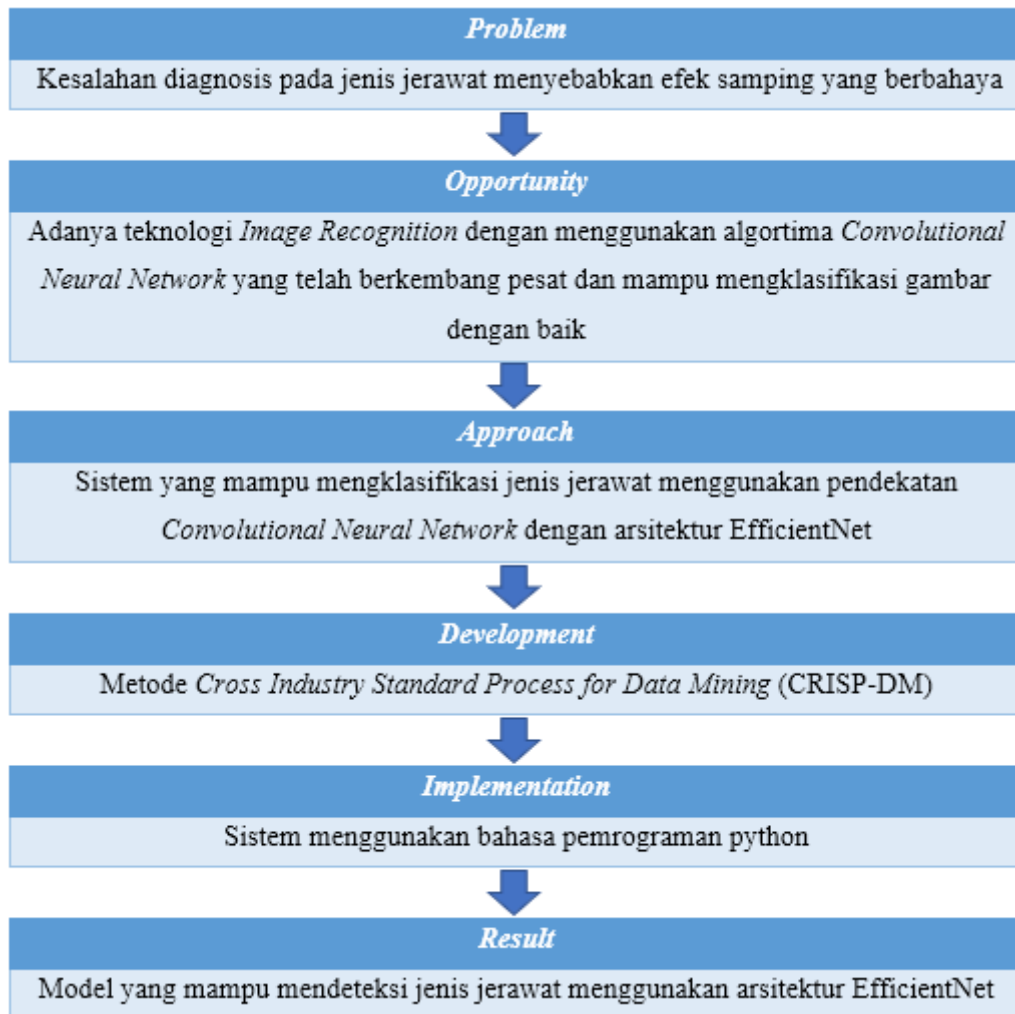 Problem
Kesalahan diagnosis pada jenis jerawat menyebabkan efek samping yang berbahaya
Opportunity
Adanya teknologi Image Recognition dengan menggunakan algortima Convolutional
Neural Network yang telah berkembang pesat dan mampu mengklasifikasi gambar
dengan baik
Approach
Sistem yang mampu mengklasifikasi jenis jerawat menggunakan pendekatan
Convolutional Neural Network dengan arsitektur EfficientNet
Development
Metode Cross Industry Standard Process for Data Mining (CRISP-DM)
Implementation
Sistem menggunakan bahasa pemrograman python
Result
Model yang mampu mendeteksi jenis jerawat menggunakan arsitektur EfficientNet